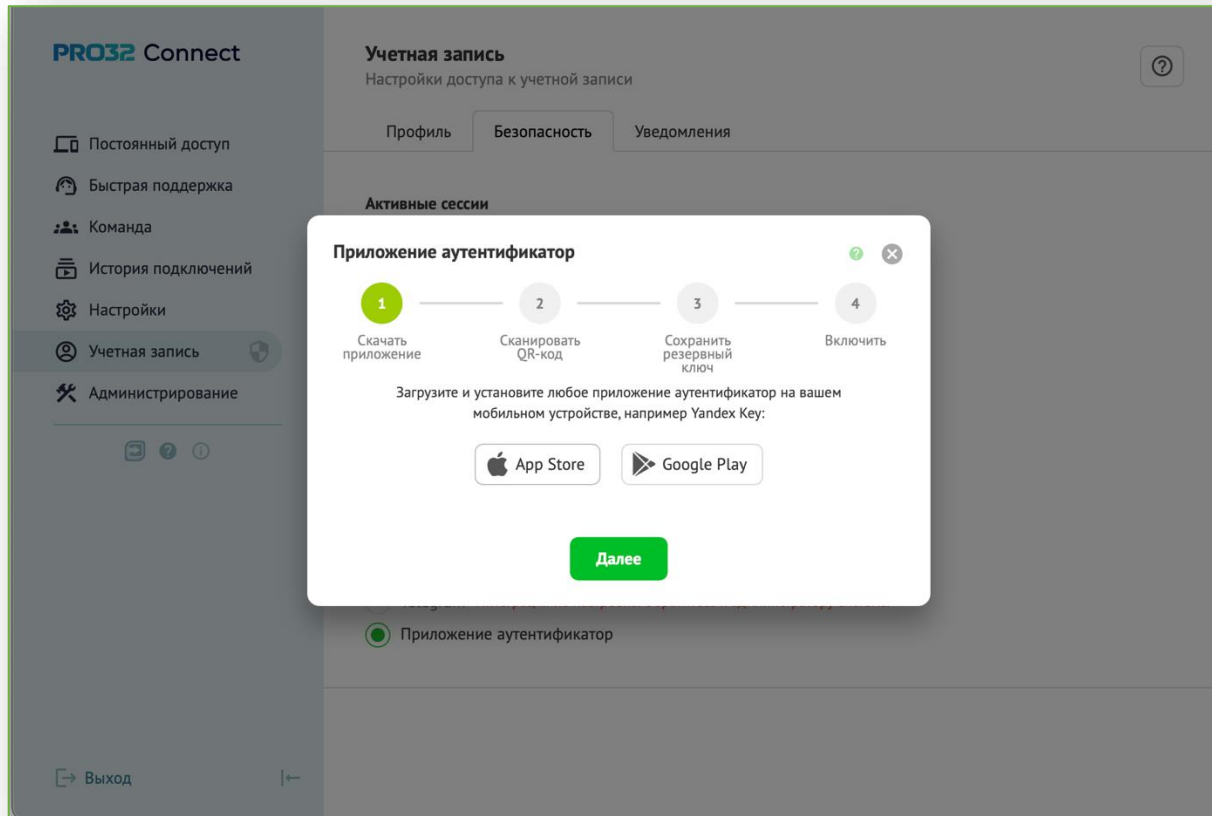 PRO32 Connect
Постоянный доступ
Быстрая поддержка
Команда
История подключений
Настройки
Учетная запись
Администрирование
Выход
Учетная запись
Настройки доступа к учетной записи
Профиль
Безопасность
Уведомления
Активные сессии
Приложение аутентификатор
1
2
3
4
Скачать
приложение
Сканировать
QR-код
Сохранить
резервный
ключ
Включить
Загрузите и установите любое приложение аутентификатор на вашем
мобильном устройстве, например Yandex Key:
App Store
Google Play
Далее
Приложение аутентификатор